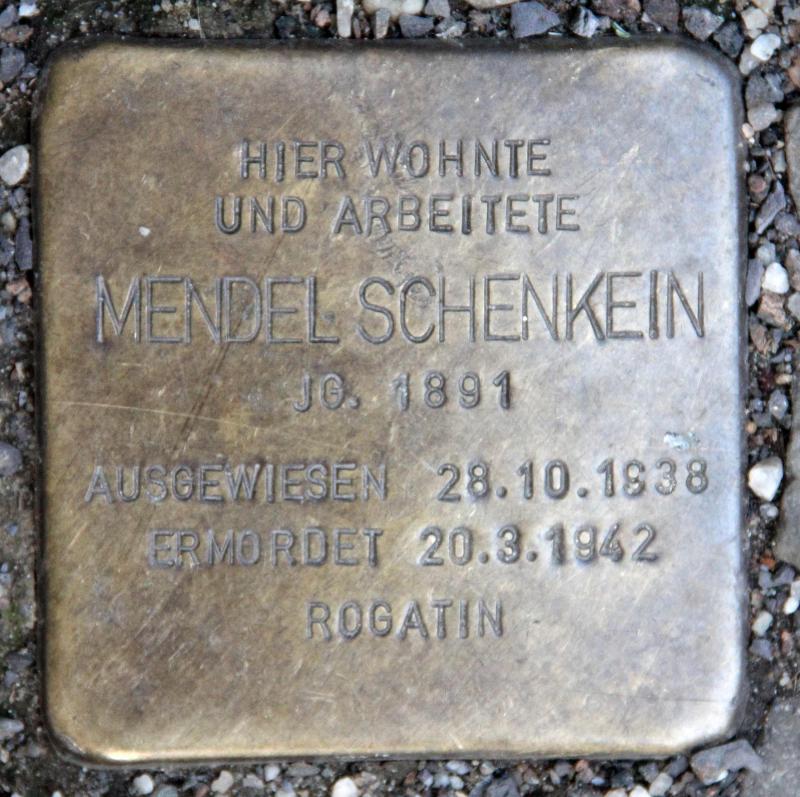 HIER WOHNTE
UND ARBEITETE
MENDEL SCHENKEIN
JG. 1891
AUSGEWIESEN 28.10.1938
ERMORDET 20.3.1942
ROGATIN